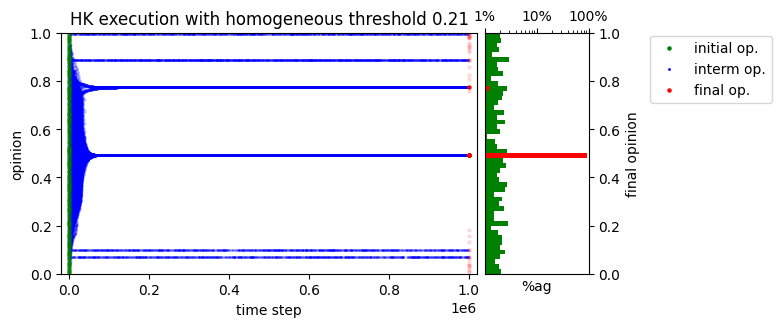 HK execution with homogeneous threshold 0.21
1% 10% 100%
initial op.
interm op.
final op.
1.0
0.8
0.6
0.4
0.2
0.0
opinion
0.0 0.2 0.4 0.6 0.8 1.0
1e6
time step
%ag
1.0
0.8
0.6
0.4
0.2
0.0
final opinion